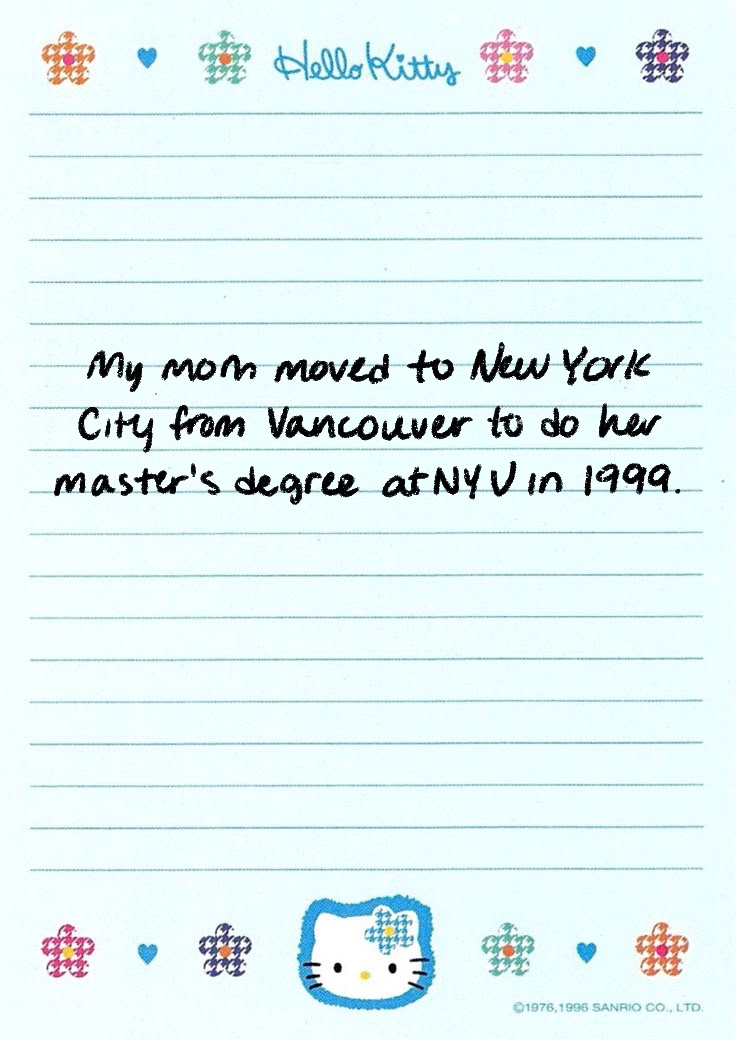 Hello Kitty
My mom moved to New York
City from Vancouver to do her
master's degree at NYU in 1999.
©1976,1996 SANRIO CO., LTD.